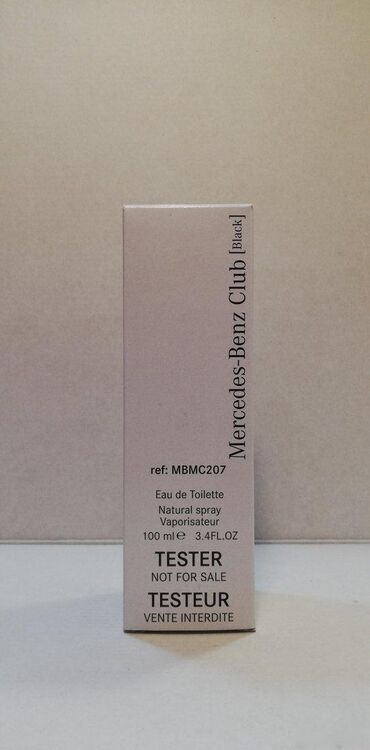 Mercedes-Benz Club [Black]
ref: MBMC207
Eau de Toilette
Natural spray
Vaporisateur
100 ml ℮ 3.4FL.OZ
TESTER
NOT FOR SALE
TESTEUR
VENTE INTERDITE